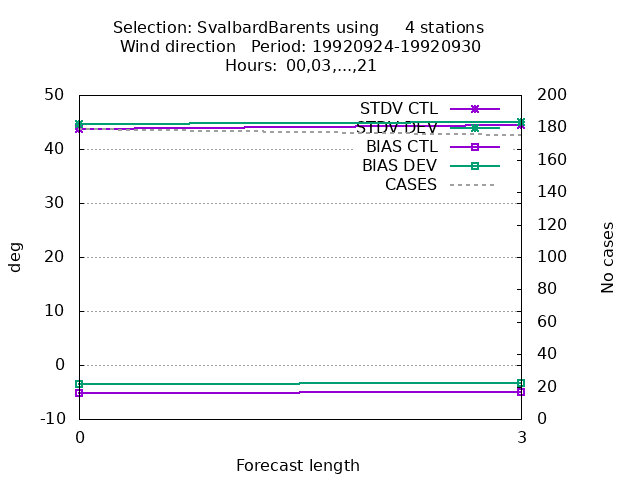 Selection: SvalbardBarents using     4 stations
Wind direction   Period: 19920924-19920930
Hours:  00,03,...,21
50
200
STDV CTL
STDV DEV
180
40
BIAS CTL
160
BIAS DEV
CASES
140
30
120
deg
20
100
No cases
80
10
60
0
40
20
-10
0
0
3
Forecast length